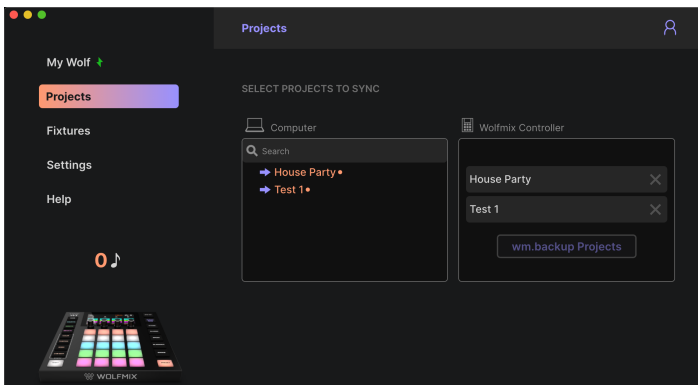 Projects
My Wolf
Projects
Fixtures
Settings
Help
0
WOLFMIX
SELECT PROJECTS TO SYNC
Computer
Search
House Party
Test 1
Wolfmix Controller
House Party
Test 1
wm.backup Projects